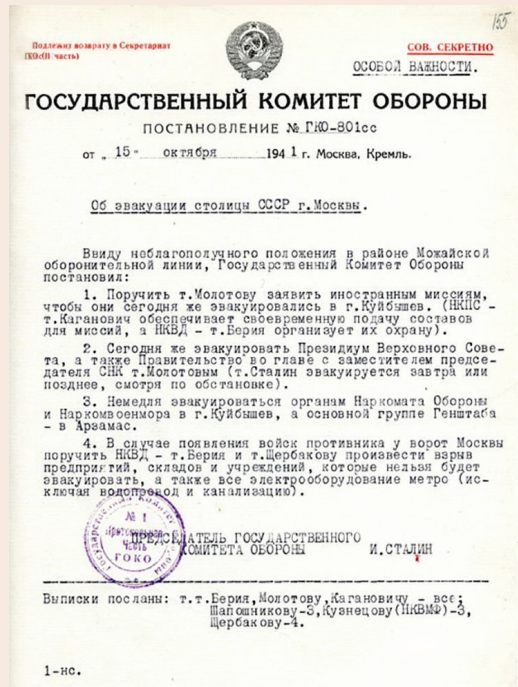 155
Подлежит возврату в Секретариат
ГКО(II часть)
СОВ. СЕКРЕТНО
ОСОБОЙ ВАЖНОСТИ.
ГОСУДАРСТВЕННЫЙ КОМИТЕТ ОБОРОНЫ
ПОСТАНОВЛЕНИЕ № ГКО-801сс
от „15" октября 1941 г. Москва, Кремль.
Об эвакуации столицы СССР г.Москвы.
Ввиду неблагополучного положения в районе Можайской
оборонительной линии, Государственный Комитет Обороны
постановил:
1. Поручить т.Молотову заявить иностранным миссиям,
чтобы они сегодня же эвакуировались в г.Куйбышев. (НКПС -
т.Каганович обеспечивает своевременную подачу составов
для миссий, а НКВД - т.Берия организует их охрану).
2. Сегодня же эвакуировать Президиум Верховного Сове-
та, а также Правительство во главе с заместителем предсе-
дателя СНК т.Молотовым (т.Сталин эвакуируется завтра или
позднее, смотря по обстановке).
3. Немедля эвакуироваться органам Наркомата Обороны
и Наркомвоенмора в г.Куйбышев, а основной группе Генштаба
- в Арзамас.
4. В случае появления войск противника у ворот Москвы
поручить НКВД - т.Берия и т.Щербакову произвести взрыв
предприятий, складов и учреждений, которые нельзя будет
эвакуировать, а также все электрооборудование метро (ис-
ключая водопровод и канализацию).
Государственный Комитет
№ 1
Протокольная
Часть
ГОКО
ПРЕДСЕДАТЕЛЬ ГОСУДАРСТВЕННОГО
КОМИТЕТА ОБОРОНЫ И.СТАЛИН
Выписки посланы: т.т.Берия,Молотову,Кагановичу - все;
Шапошникову-3,Кузнецову(НКВМФ)-3,
Щербакову-4.
1-нс.